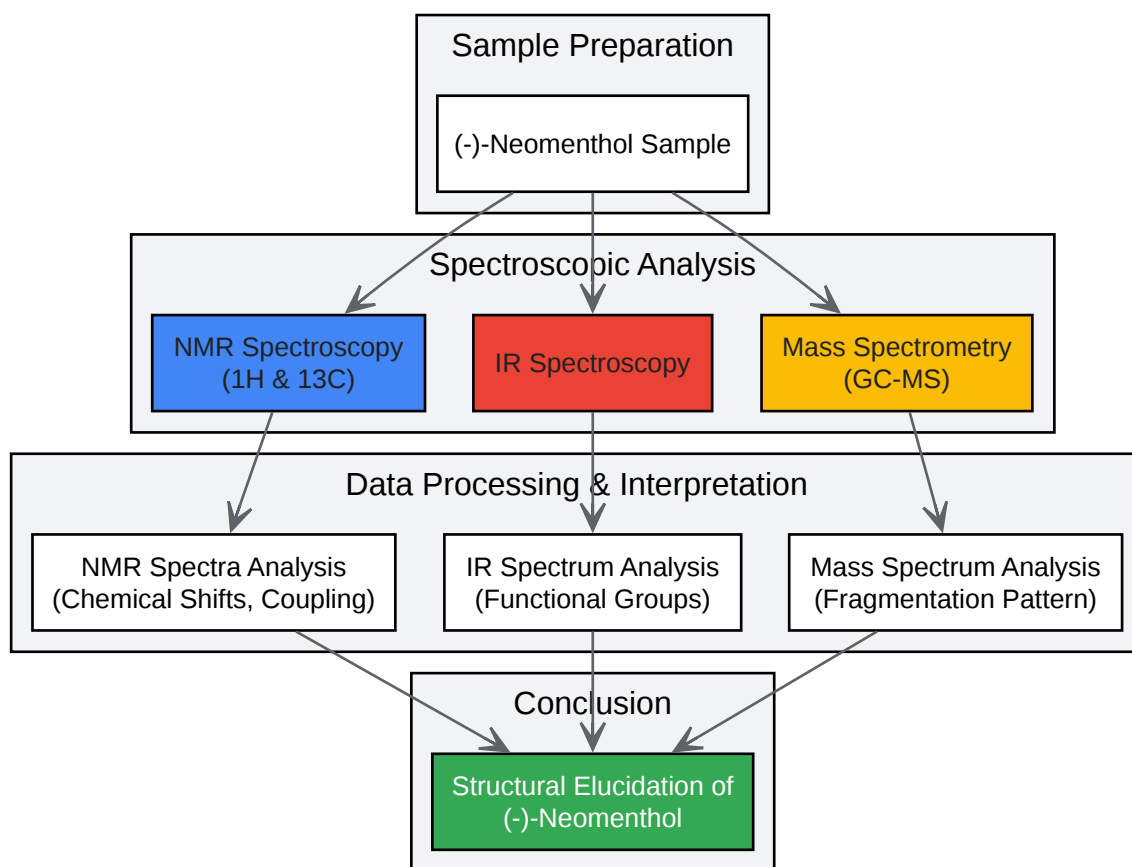 Sample Preparation
(-)-Neomenthol Sample
Spectroscopic Analysis
NMR Spectroscopy
(1H & 13C)
IR Spectroscopy
Mass Spectrometry
(GC-MS)
Data Processing & Interpretation
NMR Spectra Analysis
(Chemical Shifts, Coupling)
IR Spectrum Analysis
(Functional Groups)
Mass Spectrum Analysis
(Fragmentation Pattern)
Conclusion
Structural Elucidation of
(-)-Neomenthol